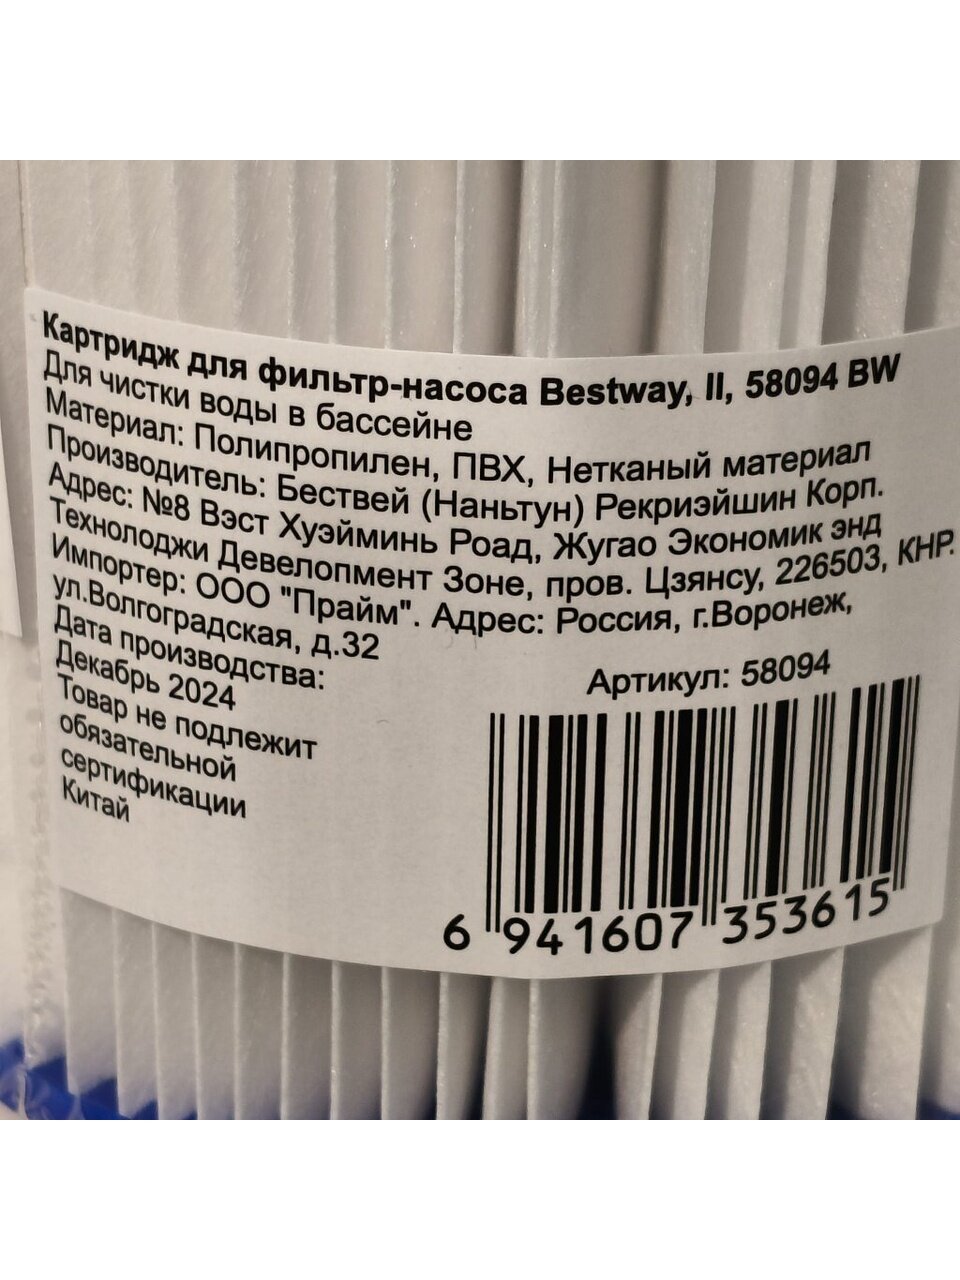 Картридж для фильтр-насоса Bestway, II, 58094 BW
Для чистки воды в бассейне
Материал: Полипропилен, ПВХ, Нетканый материал
Производитель: Бествей (Наньтун) Рекриэйшин Корп.
Адрес: №8 Вэст Хуэйминь Роад, Жугао Экономик энд
Технолоджи Девелопмент Зоне, пров. Цзянсу, 226503, КНР.
Импортер: ООО "Прайм". Адрес: Россия, г.Воронеж,
ул.Волгоградская, д.32
Дата производства:
Декабрь 2024
Товар не подлежит
обязательной
сертификации
Китай
Артикул: 58094
6 941607 353615